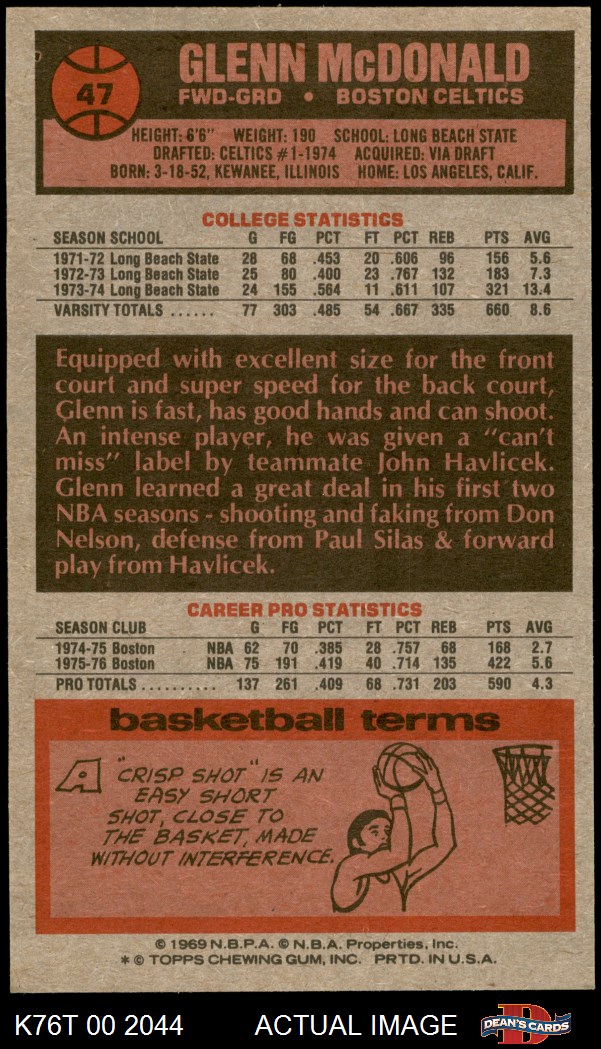 47
GLENN McDONALD
FWD-GRD • BOSTON CELTICS
HEIGHT: 6'6" WEIGHT: 190 SCHOOL: LONG BEACH STATE
DRAFTED: CELTICS #1-1974 ACQUIRED: VIA DRAFT
BORN: 3-18-52, KEWANEE, ILLINOIS HOME: LOS ANGELES, CALIF.
COLLEGE STATISTICS
SEASON SCHOOL G FG PCT FT PCT REB PTS AVG
1971-72 Long Beach State 28 68 .453 20 .606 96 156 5.6
1972-73 Long Beach State 25 80 .400 23 .767 132 183 7.3
1973-74 Long Beach State 24 155 .564 11 .611 107 321 13.4
VARSITY TOTALS ...... 77 303 .485 54 .667 335 660 8.6
Equipped with excellent size for the front
court and super speed for the back court,
Glenn is fast, has good hands and can shoot.
An intense player, he was given a "can't
miss" label by teammate John Havlicek.
Glenn learned a great deal in his first two
NBA seasons - shooting and faking from Don
Nelson, defense from Paul Silas & forward
play from Havlicek.
CAREER PRO STATISTICS
SEASON CLUB G FG PCT FT PCT REB PTS AVG
1974-75 Boston NBA 62 70 .385 28 .757 68 168 2.7
1975-76 Boston NBA 75 191 .419 40 .714 135 422 5.6
PRO TOTALS .......... 137 261 .409 68 .731 203 590 4.3
basketball terms
A "CRISP SHOT" IS AN
EASY SHORT
SHOT, CLOSE TO
THE BASKET, MADE
WITHOUT INTERFERENCE.
© 1969 N.B.P.A. © N.B.A. Properties, Inc.
* © TOPPS CHEWING GUM, INC. PRTD. IN U.S.A.
K76T 00 2044 ACTUAL IMAGE
D
DEAN'S CARDS